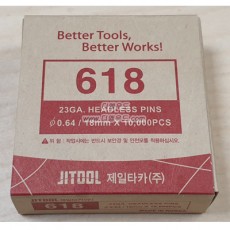 Better Tools,
Better Works!
618
23GA. HEADLESS PINS
φ0.64 / 18mm X 10,000PCS
JITOOL 제일타카(주)
618